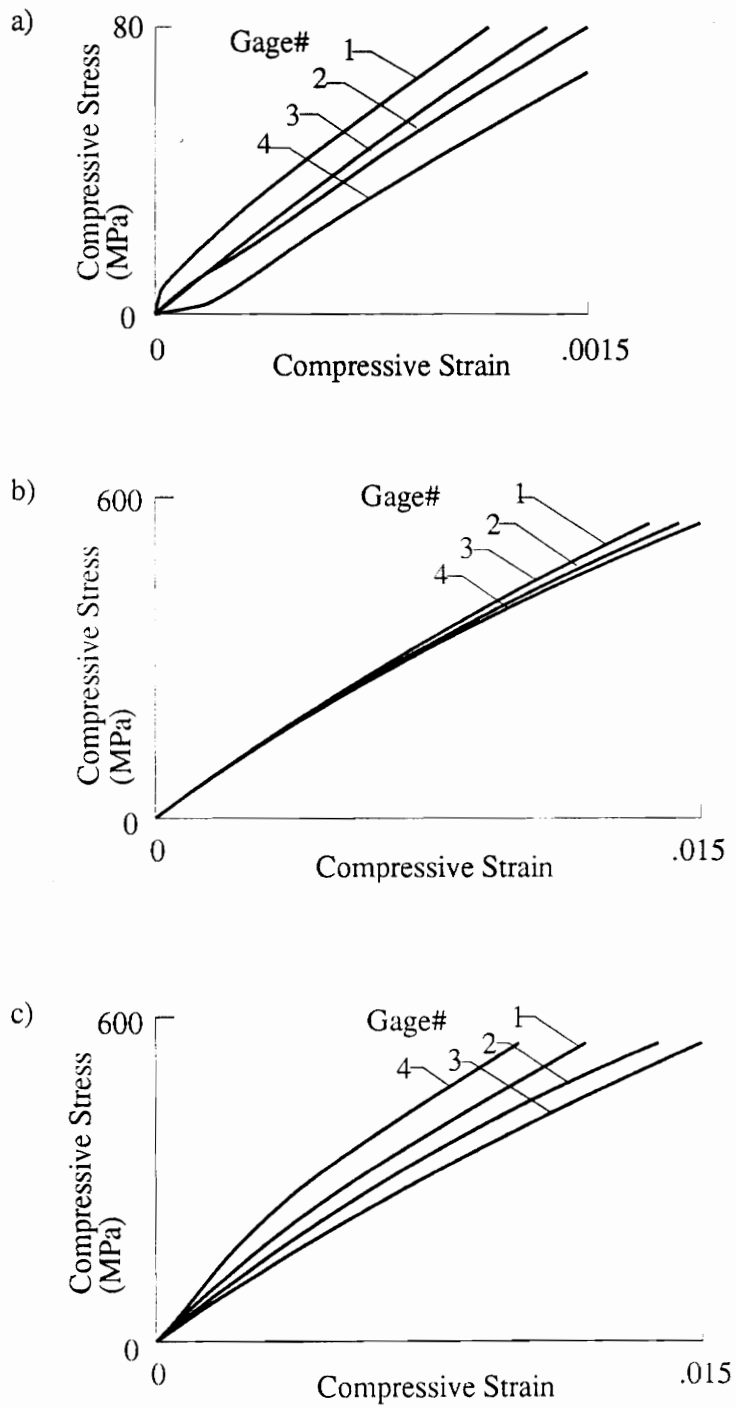 a)
80
Gage#
1
2
3
4
Compressive Stress
(MPa)
0
0
.0015
Compressive Strain
b)
600
Gage#
1
2
3
4
Compressive Stress
(MPa)
0
0
.015
Compressive Strain
c)
600
Gage#
1
2
3
4
Compressive Stress
(MPa)
0
0
.015
Compressive Strain